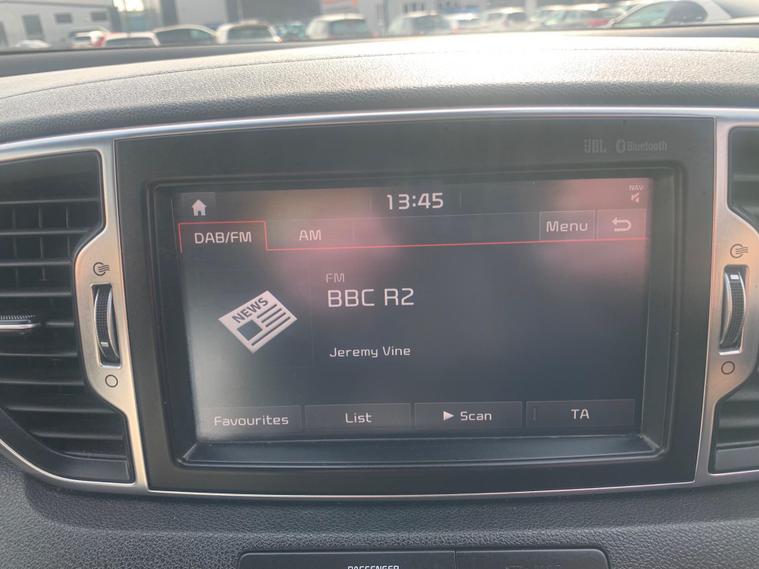 JBL Bluetooth
13:45
NAV
DAB/FM
AM
Menu
FM
BBC R2
NEWS
Jeremy Vine
Favourites
List
Scan
TA
PASSENGER